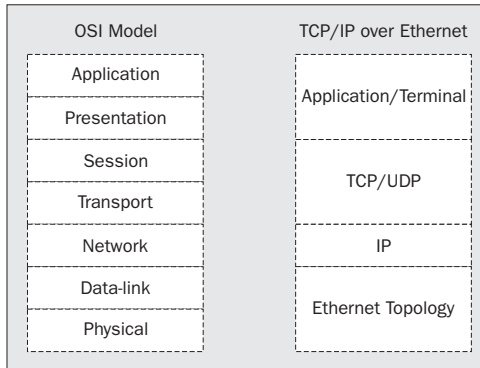 OSI Model
Application
Presentation
Session
Transport
Network
Data-link
Physical
TCP/IP over Ethernet
Application/Terminal
TCP/UDP
IP
Ethernet Topology